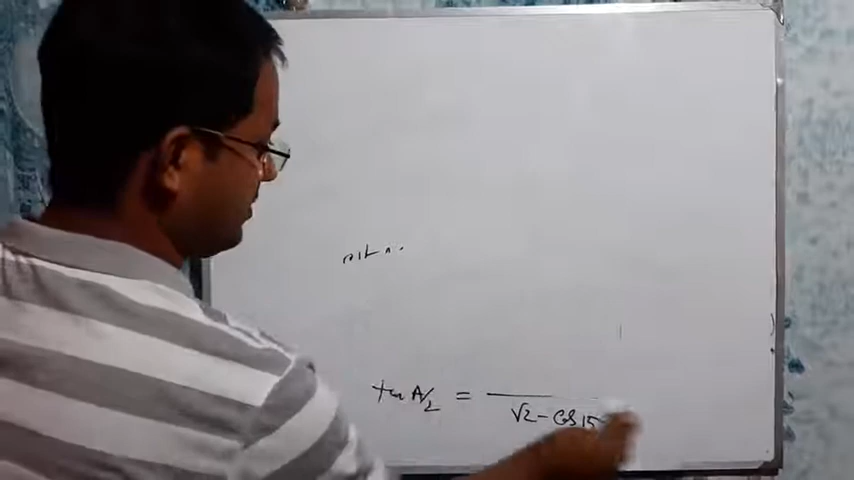 tan A/2 =
√2 - Cos 15